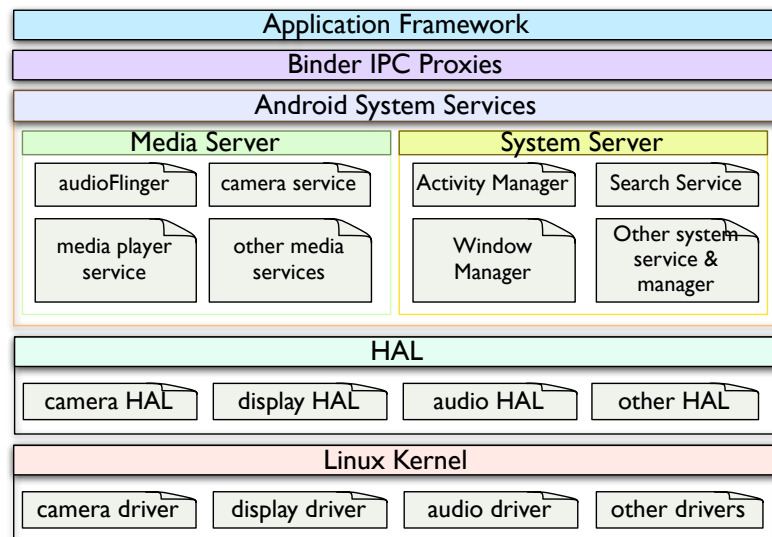 Application Framework
Binder IPC Proxies
Android System Services
Media Server
System Server
audioFlinger
camera service
Activity Manager
Search Service
media player
service
other media
services
Window
Manager
Other system
service &
manager
HAL
camera HAL
display HAL
audio HAL
other HAL
Linux Kernel
camera driver
display driver
audio driver
other drivers